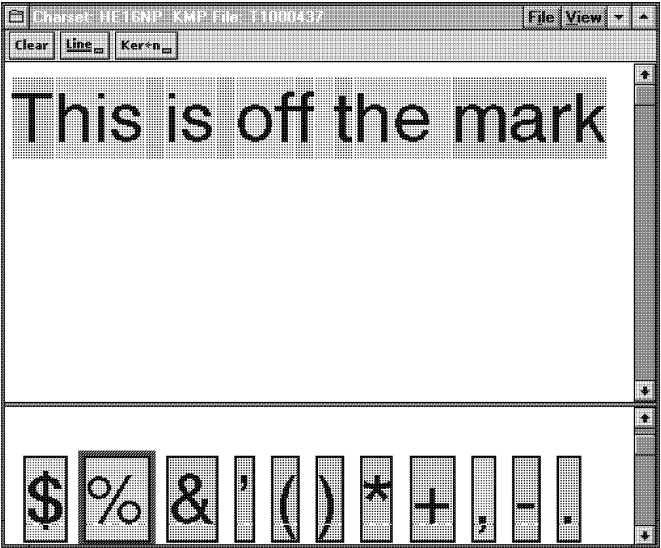 Charset: HE16NP KMP File: T1000437 File View
Clear Line Ker+n
This is off the mark
$ % & ' ( ) * + , - .